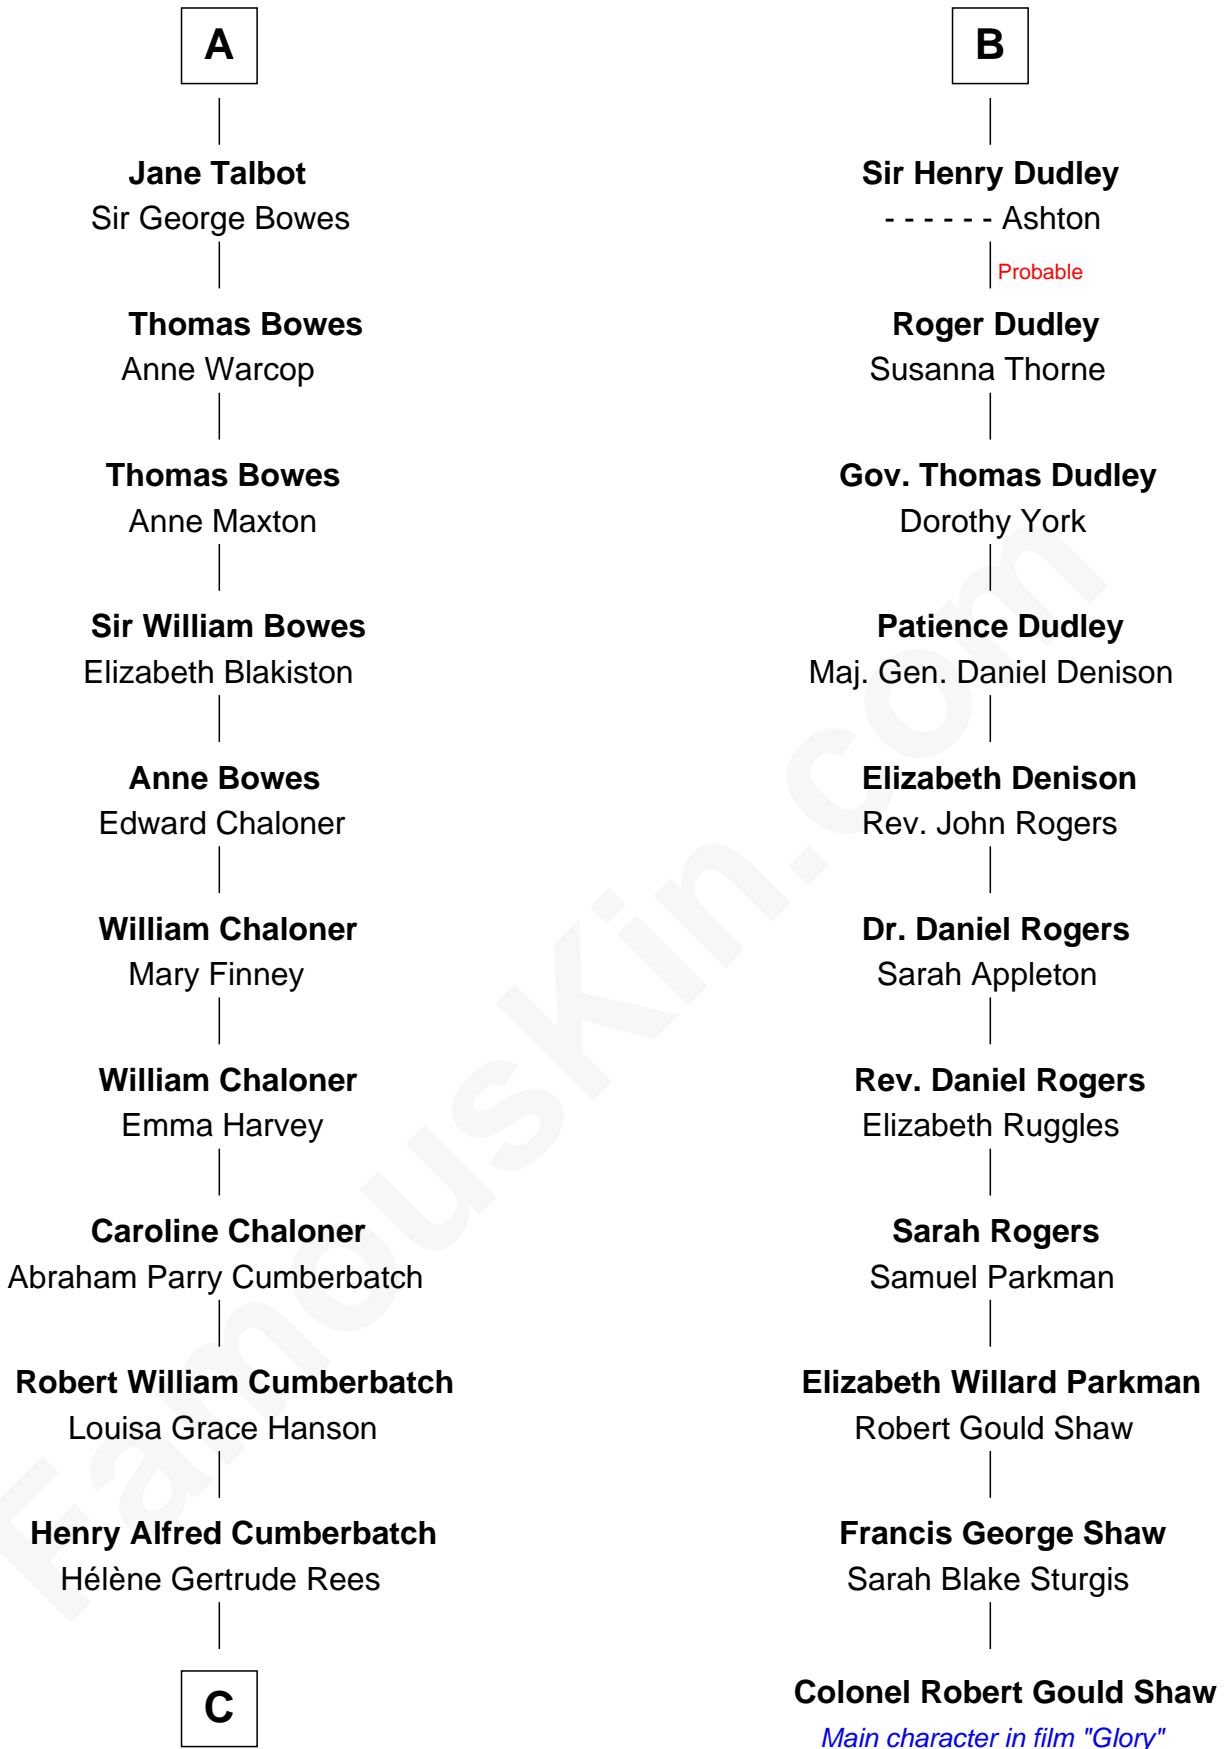 A
Jane Talbot
Sir George Bowes
Thomas Bowes
Anne Warcop
Thomas Bowes
Anne Maxton
Sir William Bowes
Elizabeth Blakiston
Anne Bowes
Edward Chaloner
William Chaloner
Mary Finney
William Chaloner
Emma Harvey
Caroline Chaloner
Abraham Parry Cumberbatch
Robert William Cumberbatch
Louisa Grace Hanson
Henry Alfred Cumberbatch
Hélène Gertrude Rees
C
B
Sir Henry Dudley
- - - - - - Ashton
Probable
Roger Dudley
Susanna Thorne
Gov. Thomas Dudley
Dorothy York
Patience Dudley
Maj. Gen. Daniel Denison
Elizabeth Denison
Rev. John Rogers
Dr. Daniel Rogers
Sarah Appleton
Rev. Daniel Rogers
Elizabeth Ruggles
Sarah Rogers
Samuel Parkman
Elizabeth Willard Parkman
Robert Gould Shaw
Francis George Shaw
Sarah Blake Sturgis
Colonel Robert Gould Shaw
Main character in film "Glory"
FamousKin.com